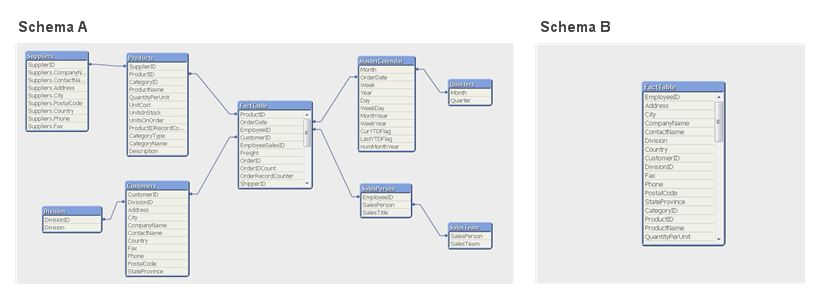 Schema A
Schema B
Suppliers
SupplierID
Suppliers.CompanyN...
Suppliers.ContactNa...
Suppliers.Address
Suppliers.City
Suppliers.PostalCode
Suppliers.Country
Suppliers.Phone
Suppliers.Fax
Products
SupplierID
ProductID
CategoryID
ProductName
QuantityPerUnit
UnitCost
UnitsInStock
UnitsOnOrder
ProductIDRecordCo...
CategoryType
CategoryName
Description
FactTable
ProductID
OrderDate
EmployeeID
CustomerID
EmployeeSalesID
Freight
OrderID
OrderIDCount
OrderRecordCounter
ShipperID
MasterCalendar
Month
OrderDate
Week
Year
Day
WeekDay
MonthYear
WeekYear
CurYTDFlag
LastYTDFlag
numMonthYear
Quarters
Month
Quarter
Division
DivisionID
Division
Customers
CustomerID
DivisionID
Address
City
CompanyName
ContactName
Country
Fax
Phone
PostalCode
StateProvince
SalesPerson
EmployeeID
SalesPerson
SalesTitle
SalesTeam
SalesPerson
SalesTeam
FactTable
EmployeeID
Address
City
CompanyName
ContactName
Division
Country
CustomerID
DivisionID
Fax
Phone
PostalCode
StateProvince
CategoryID
ProductID
ProductName
QuantityPerUnit